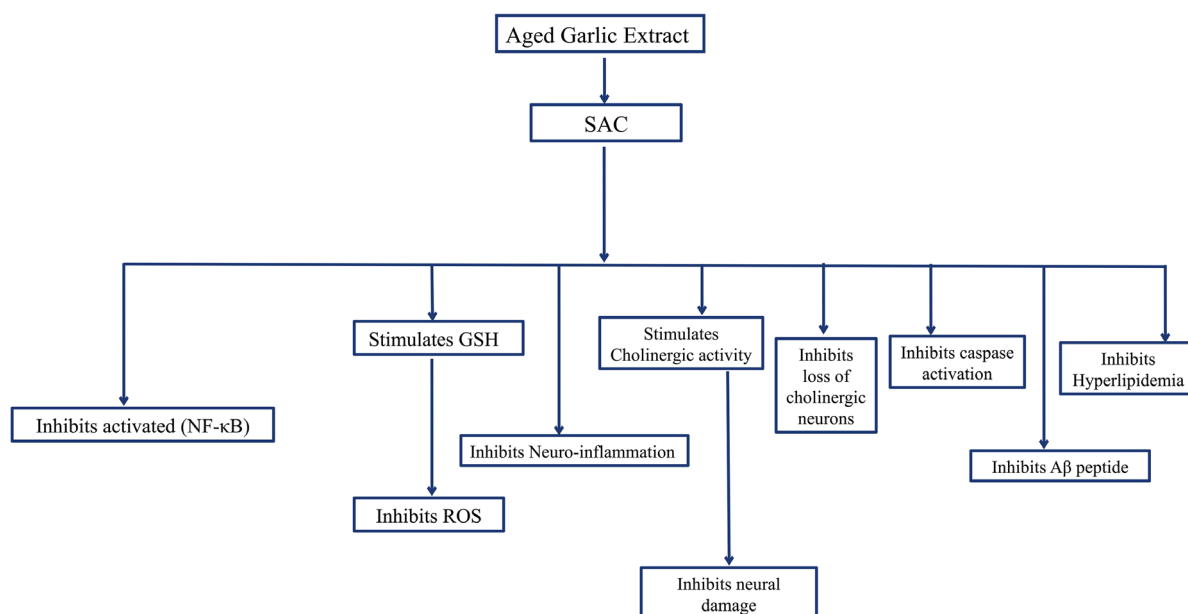 Aged Garlic Extract
SAC
Stimulates GSH
Stimulates
Cholinergic activity
Inhibits
loss of
cholinergic
neurons
Inhibits caspase
activation
Inhibits
Hyperlipidemia
Inhibits activated (NF-κB)
Inhibits Neuro-inflammation
Inhibits Aβ peptide
Inhibits ROS
Inhibits neural
damage